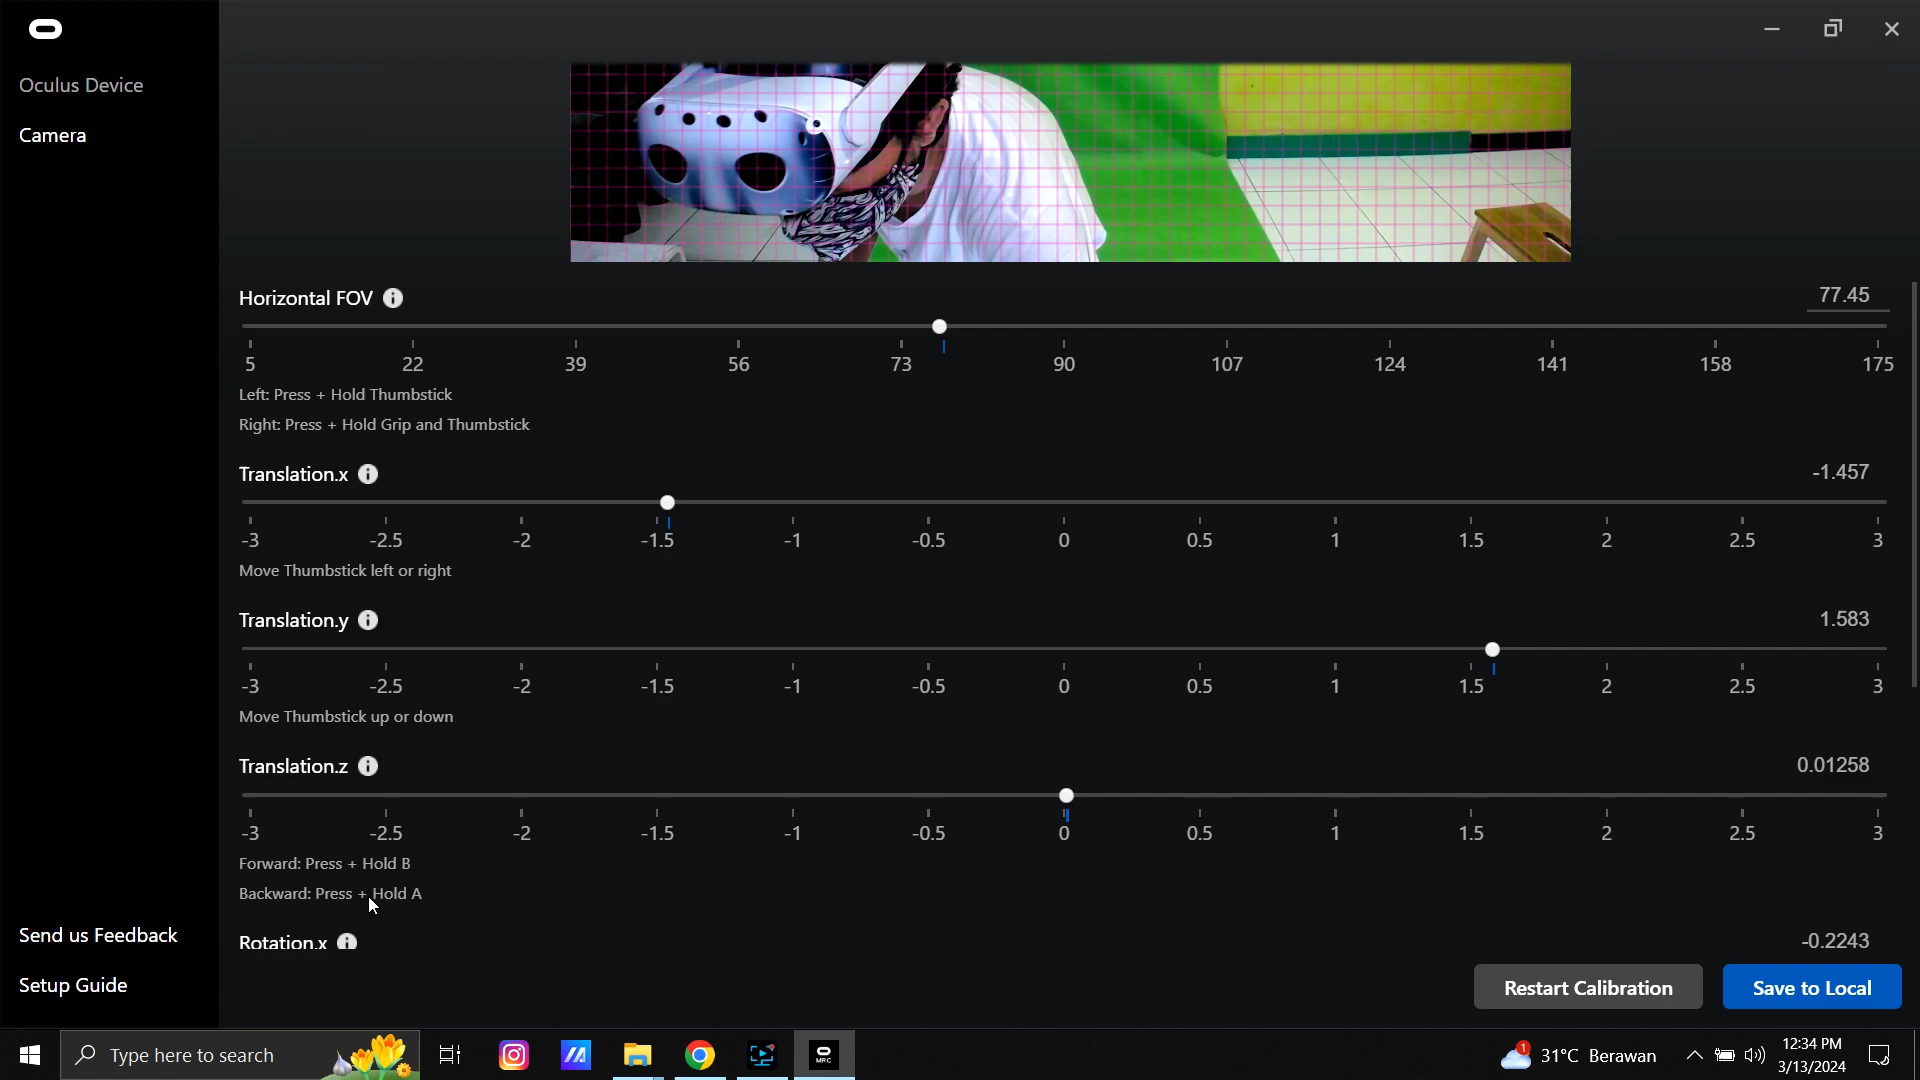 Oculus Device
Camera
Horizontal FOV i
77.45
5 22 39 56 73 90 107 124 141 158 175
Left: Press + Hold Thumbstick
Right: Press + Hold Grip and Thumbstick
Translation.x i
-1.457
-3 -2.5 -2 -1.5 -1 -0.5 0 0.5 1 1.5 2 2.5 3
Move Thumbstick left or right
Translation.y i
1.583
-3 -2.5 -2 -1.5 -1 -0.5 0 0.5 1 1.5 2 2.5 3
Move Thumbstick up or down
Translation.z i
0.01258
-3 -2.5 -2 -1.5 -1 -0.5 0 0.5 1 1.5 2 2.5 3
Forward: Press + Hold B
Backward: Press + Hold A
Rotation.x i
-0.2243
Send us Feedback
Setup Guide
Restart Calibration
Save to Local
Type here to search
MRC
1
31°C Berawan
12:34 PM
3/13/2024